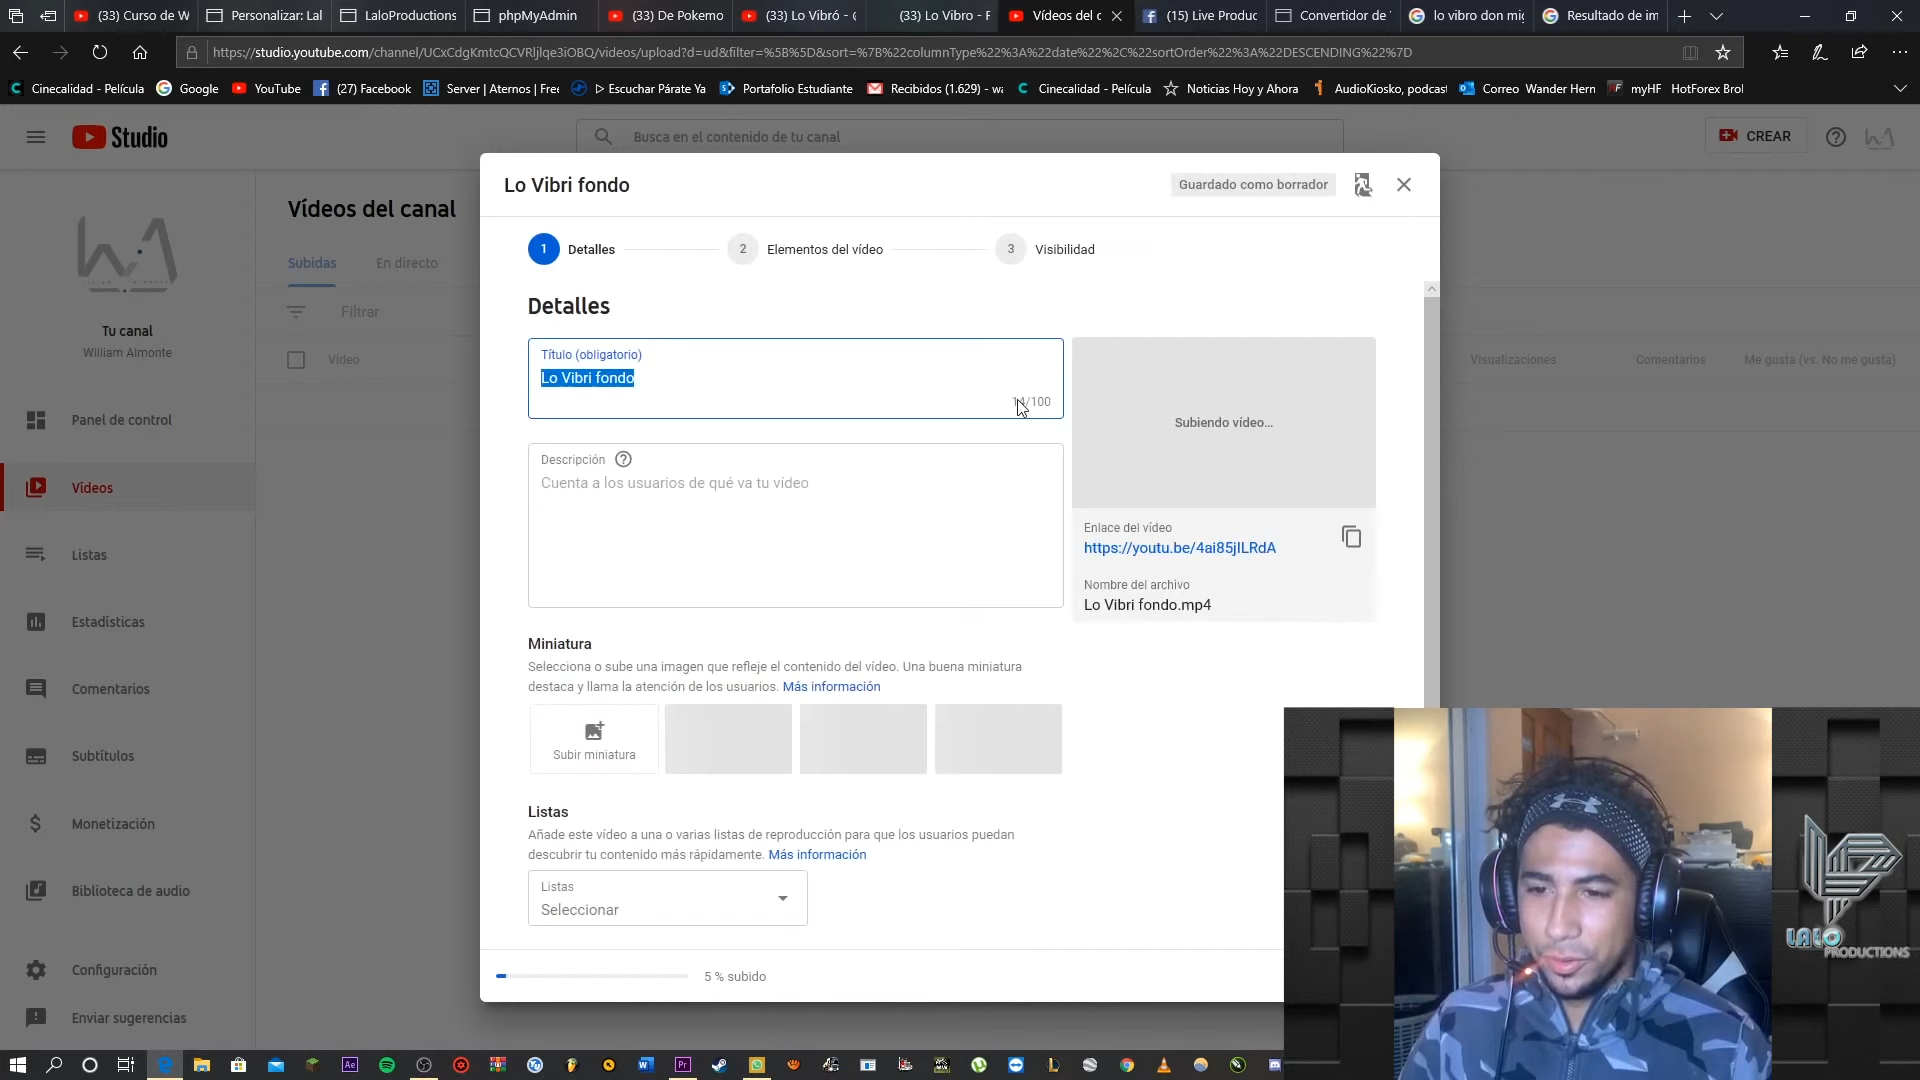 (33) Curso de W
Personalizar: Lal
LaloProductions
phpMyAdmin
(33) De Pokemo
(33) Lo Vibró -
(33) Lo Vibro - F
Vídeos del c
(15) Live Produc
Convertidor de
lo vibro don mi
Resultado de im
https://studio.youtube.com/channel/UCxCdgKmtcQCVRljlqe3iOBQ/videos/upload?d=ud&filter=%5B%5D&sort=%7B%22columnType%22%3A%22date%22%2C%22sortOrder%22%3A%22DESCENDING%22%7D
Cinecalidad - Película
Google
YouTube
(27) Facebook
Server | Aternos | Free
▷ Escuchar Párate Ya
Portafolio Estudiante
Recibidos (1.629) - wa
Cinecalidad - Película
Noticias Hoy y Ahora
AudioKiosko, podcast
Correo Wander Hern
myHF HotForex Brol
Studio
Busca en el contenido de tu canal
CREAR
Tu canal
William Almonte
Panel de control
Vídeos
Listas
Estadísticas
Comentarios
Subtítulos
Monetización
Biblioteca de audio
Configuración
Enviar sugerencias
Vídeos del canal
Subidas
En directo
Filtrar
Vídeo
Visualizaciones
Comentarios
Me gusta (vs. No me gusta)
Lo Vibri fondo
Guardado como borrador
1 Detalles
2 Elementos del vídeo
3 Visibilidad
Detalles
Título (obligatorio)
Lo Vibri fondo
14/100
Descripción
Cuenta a los usuarios de qué va tu vídeo
Subiendo vídeo...
Enlace del vídeo
https://youtu.be/4ai85jlLRdA
Nombre del archivo
Lo Vibri fondo.mp4
Miniatura
Selecciona o sube una imagen que refleje el contenido del vídeo. Una buena miniatura
destaca y llama la atención de los usuarios. Más información
Subir miniatura
Listas
Añade este vídeo a una o varias listas de reproducción para que los usuarios puedan
descubrir tu contenido más rápidamente. Más información
Listas
Seleccionar
5 % subido
LALO
PRODUCTIONS